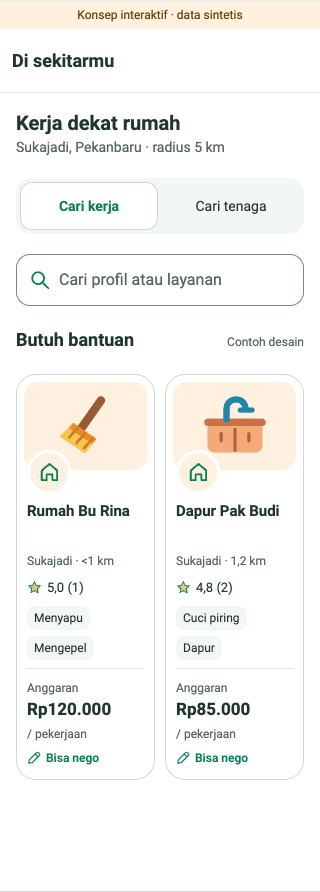 Konsep interaktif · data sintetis
Di sekitarmu
Kerja dekat rumah
Sukajadi, Pekanbaru · radius 5 km
Cari kerja
Cari tenaga
Cari profil atau layanan
Butuh bantuan
Contoh desain
Rumah Bu Rina
Sukajadi · <1 km
5,0 (1)
Menyapu
Mengepel
Anggaran
Rp120.000
/ pekerjaan
Bisa nego
Dapur Pak Budi
Sukajadi · 1,2 km
4,8 (2)
Cuci piring
Dapur
Anggaran
Rp85.000
/ pekerjaan
Bisa nego